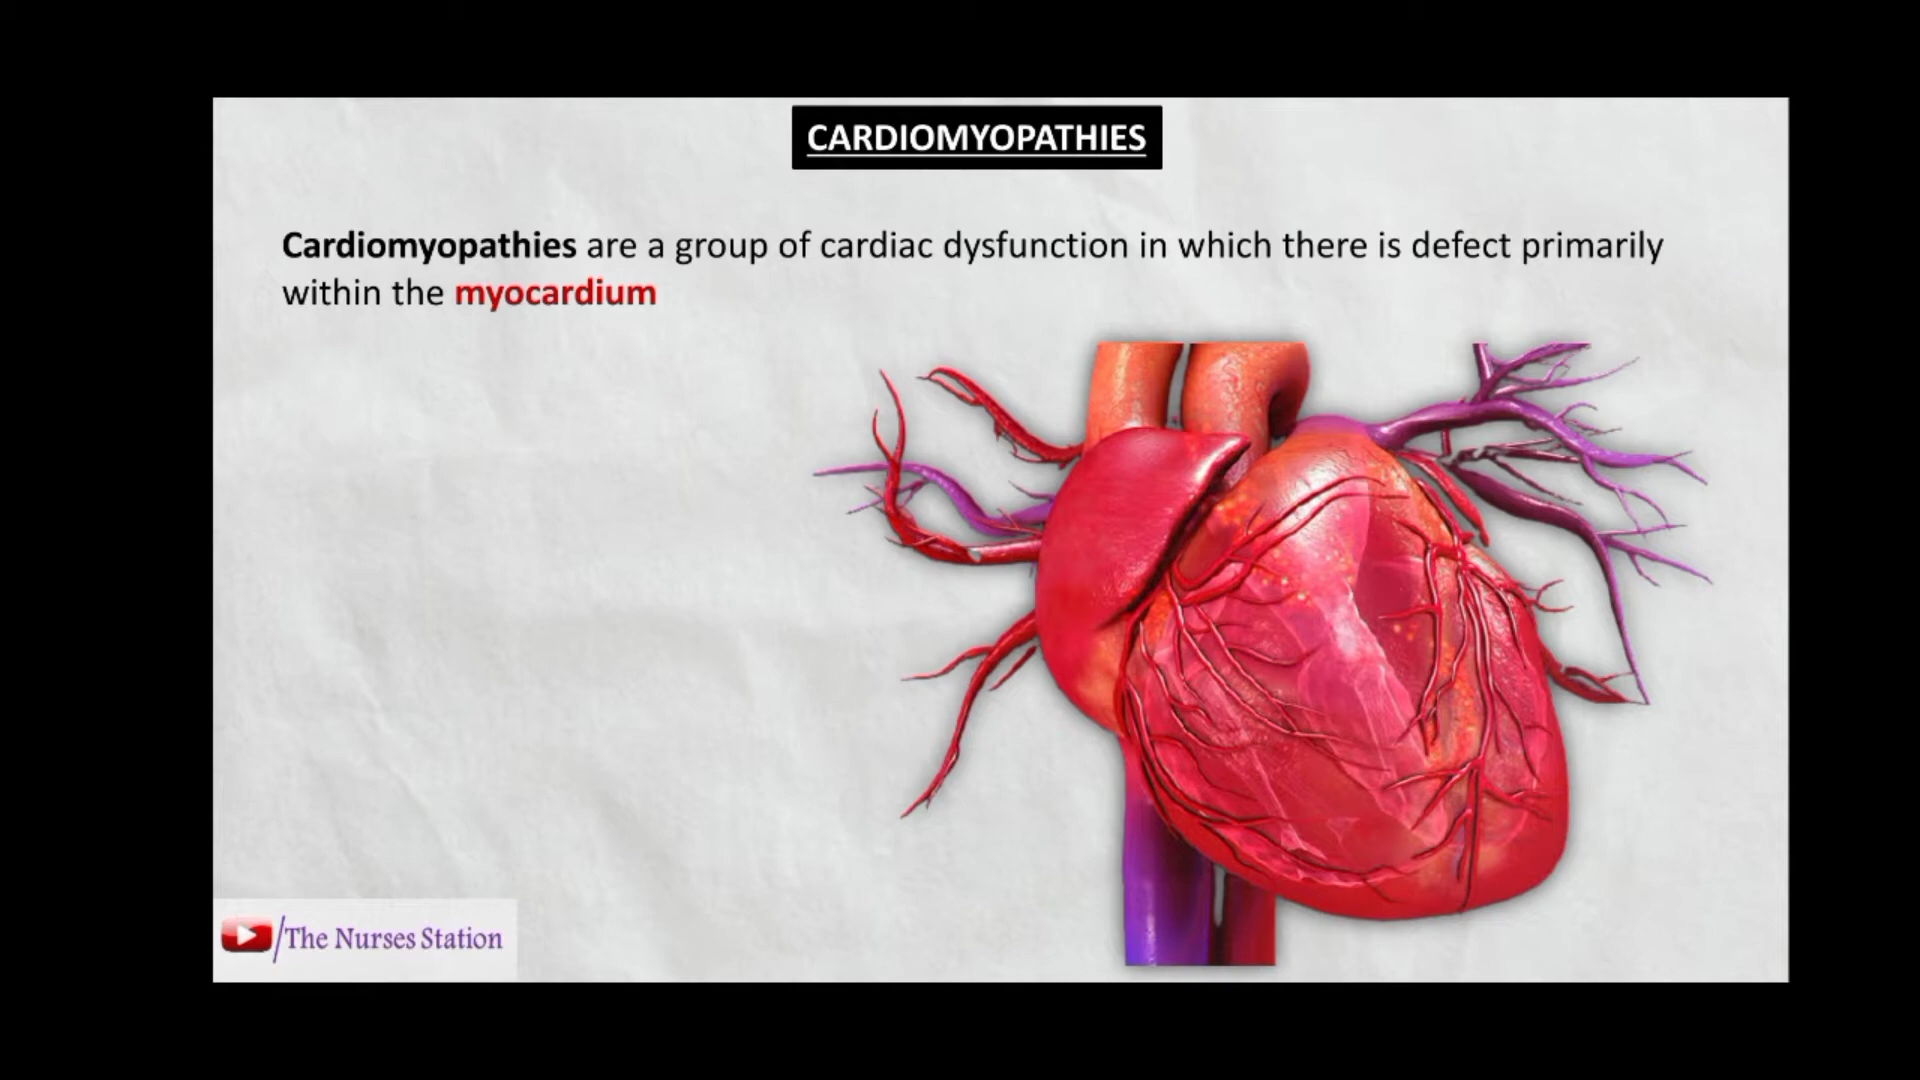 CARDIOMYOPATHIES
Cardiomyopathies are a group of cardiac dysfunction in which there is defect primarily
within the myocardium
/The Nurses Station